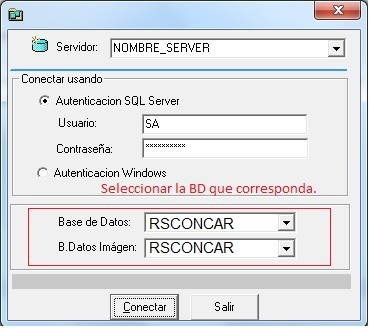 Servidor: NOMBRE_SERVER
Conectar usando
Autenticacion SQL Server
Usuario: SA
Contraseña: **********
Autenticacion Windows
Seleccionar la BD que corresponda.
Base de Datos: RSCONCAR
B.Datos Imágen: RSCONCAR
Conectar Salir